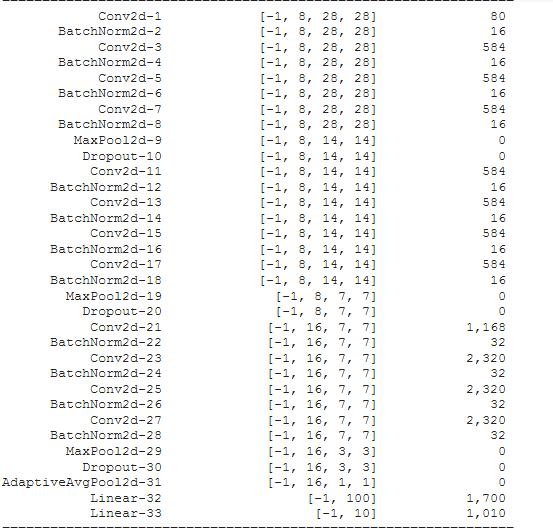 Conv2d-1 [-1, 8, 28, 28] 80
BatchNorm2d-2 [-1, 8, 28, 28] 16
Conv2d-3 [-1, 8, 28, 28] 584
BatchNorm2d-4 [-1, 8, 28, 28] 16
Conv2d-5 [-1, 8, 28, 28] 584
BatchNorm2d-6 [-1, 8, 28, 28] 16
Conv2d-7 [-1, 8, 28, 28] 584
BatchNorm2d-8 [-1, 8, 28, 28] 16
MaxPool2d-9 [-1, 8, 14, 14] 0
Dropout-10 [-1, 8, 14, 14] 0
Conv2d-11 [-1, 8, 14, 14] 584
BatchNorm2d-12 [-1, 8, 14, 14] 16
Conv2d-13 [-1, 8, 14, 14] 584
BatchNorm2d-14 [-1, 8, 14, 14] 16
Conv2d-15 [-1, 8, 14, 14] 584
BatchNorm2d-16 [-1, 8, 14, 14] 16
Conv2d-17 [-1, 8, 14, 14] 584
BatchNorm2d-18 [-1, 8, 14, 14] 16
MaxPool2d-19 [-1, 8, 7, 7] 0
Dropout-20 [-1, 8, 7, 7] 0
Conv2d-21 [-1, 16, 7, 7] 1,168
BatchNorm2d-22 [-1, 16, 7, 7] 32
Conv2d-23 [-1, 16, 7, 7] 2,320
BatchNorm2d-24 [-1, 16, 7, 7] 32
Conv2d-25 [-1, 16, 7, 7] 2,320
BatchNorm2d-26 [-1, 16, 7, 7] 32
Conv2d-27 [-1, 16, 7, 7] 2,320
BatchNorm2d-28 [-1, 16, 7, 7] 32
MaxPool2d-29 [-1, 16, 3, 3] 0
Dropout-30 [-1, 16, 3, 3] 0
AdaptiveAvgPool2d-31 [-1, 16, 1, 1] 0
Linear-32 [-1, 100] 1,700
Linear-33 [-1, 10] 1,010